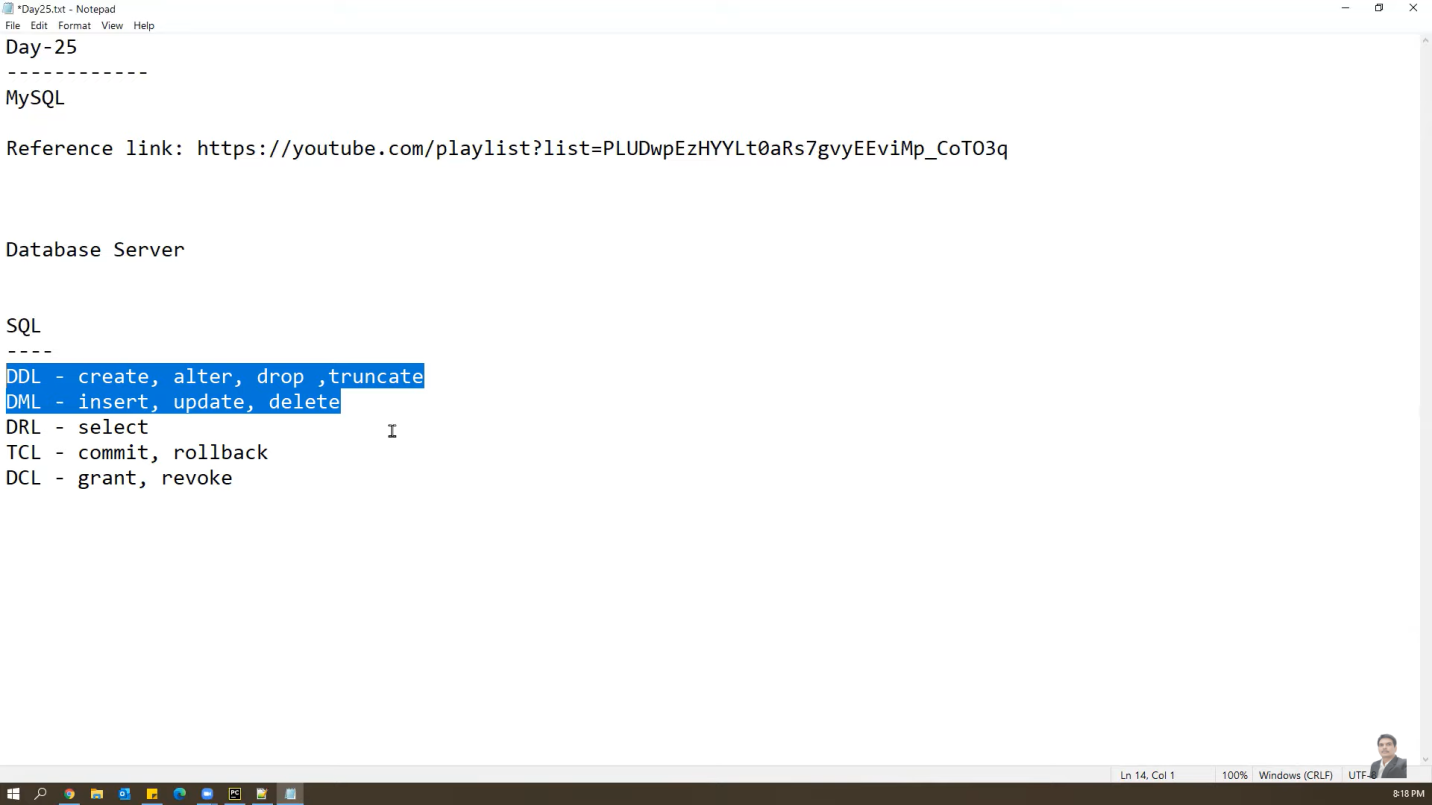 *Day25.txt - Notepad
File Edit Format View Help
Day-25
------------
MySQL
Reference link: https://youtube.com/playlist?list=PLUDwpEzHYYLt0aRs7gvyEEviMp_CoTO3q
Database Server
SQL
----
DDL - create, alter, drop ,truncate
DML - insert, update, delete
DRL - select
TCL - commit, rollback
DCL - grant, revoke
Ln 14, Col 1 100% Windows (CRLF) UTF-8
8:18 PM